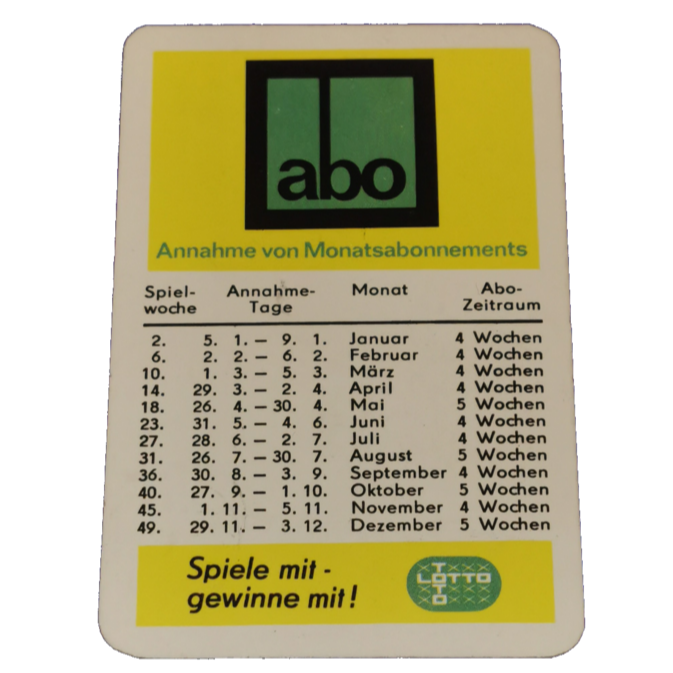 abo
Annahme von Monatsabonnements
Spiel- Annahme- Monat Abo-
woche Tage Zeitraum
2. 5. 1. – 9. 1. Januar 4 Wochen
6. 2. 2. – 6. 2. Februar 4 Wochen
10. 1. 3. – 5. 3. März 4 Wochen
14. 29. 3. – 2. 4. April 4 Wochen
18. 26. 4. – 30. 4. Mai 5 Wochen
23. 31. 5. – 4. 6. Juni 4 Wochen
27. 28. 6. – 2. 7. Juli 4 Wochen
31. 26. 7. – 30. 7. August 5 Wochen
36. 30. 8. – 3. 9. September 4 Wochen
40. 27. 9. – 1. 10. Oktober 5 Wochen
45. 1. 11. – 5. 11. November 4 Wochen
49. 29. 11. – 3. 12. Dezember 5 Wochen
Spiele mit -
gewinne mit!
TOTO
LOTTO